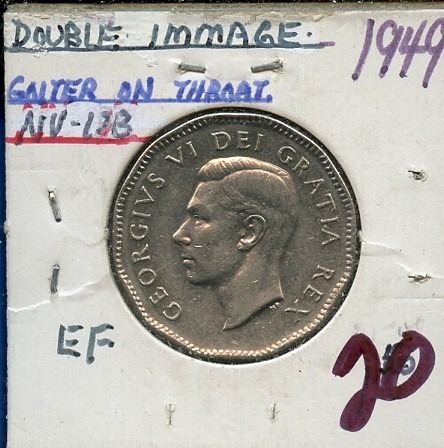 DOUBLE IMMAGE.
1949
GOITER ON THROAT.
NV-13B
GEORGIVS VI DEI GRATIA REX
EF
20